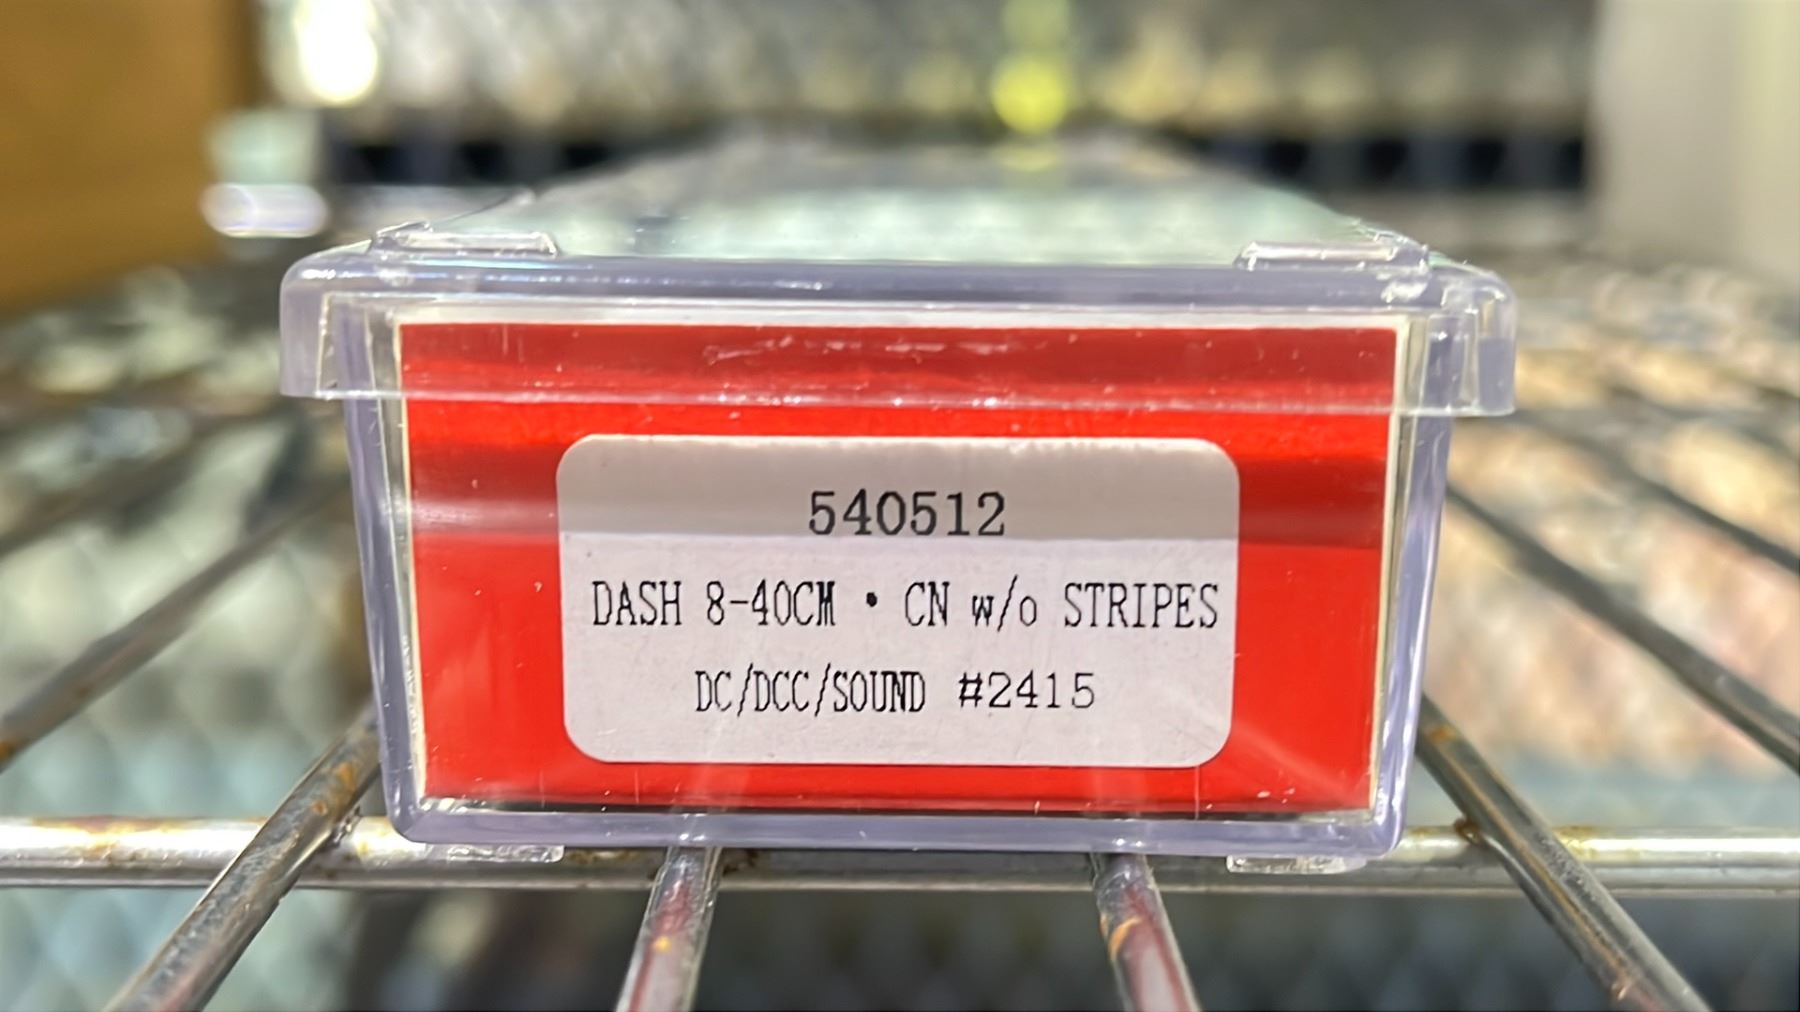 540512
DASH 8-40CM • CN w/o STRIPES
DC/DCC/SOUND #2415